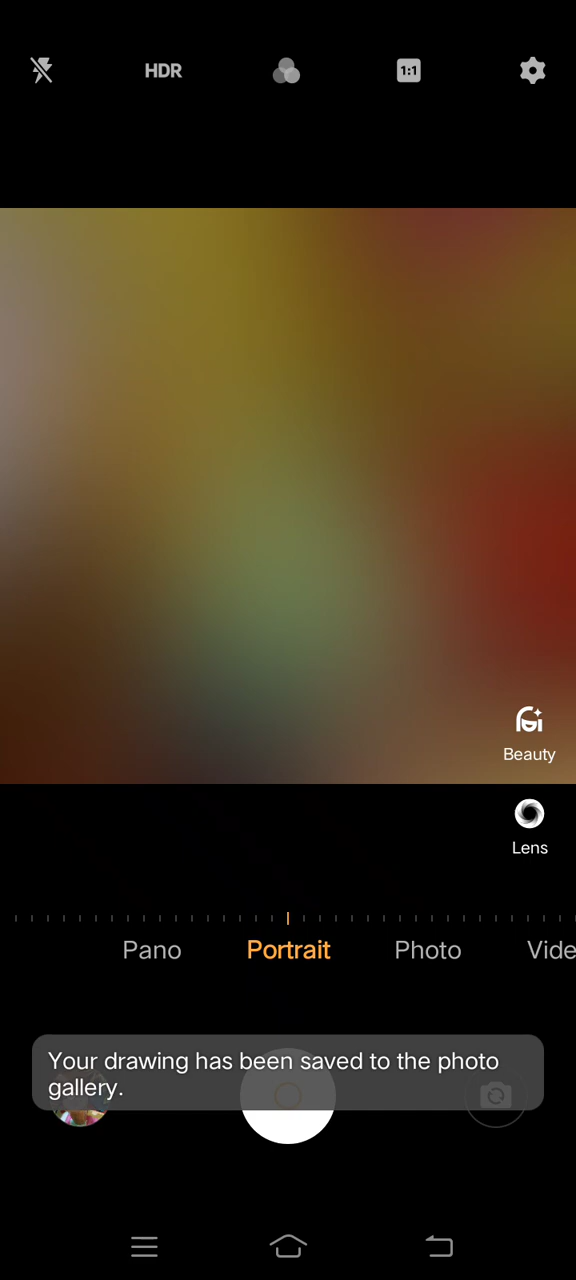 HDR
1:1
Beauty
Lens
Pano Portrait Photo Vide
Your drawing has been saved to the photo
gallery.